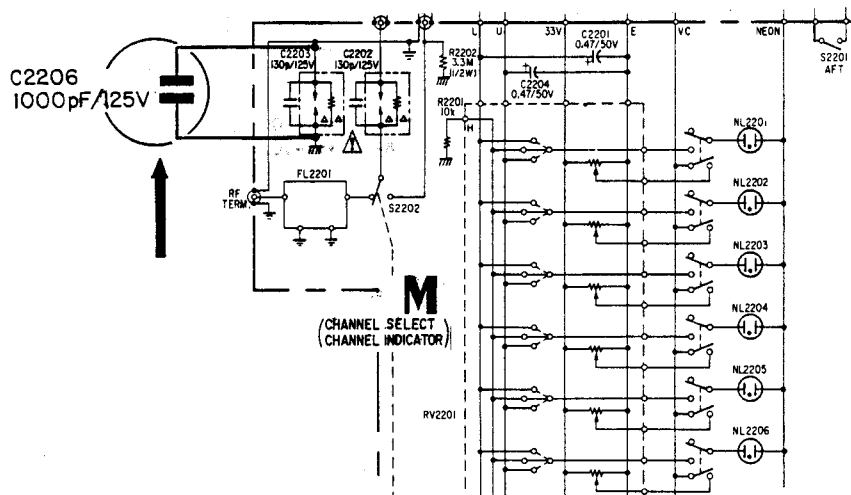 L U 33V E VC NEON
C2206
1000pF/125V
C2203
130p/125V
C2202
130p/125V
R2202
3.3M
(1/2W)
C2201
0.47/50V
C2204
0.47/50V
S2201
AFT
R2201
10k
H
NL2201
RF
TERM.
FL2201
S2202
NL2202
NL2203
M
(CHANNEL SELECT
CHANNEL INDICATOR)
NL2204
NL2205
RV2201
NL2206